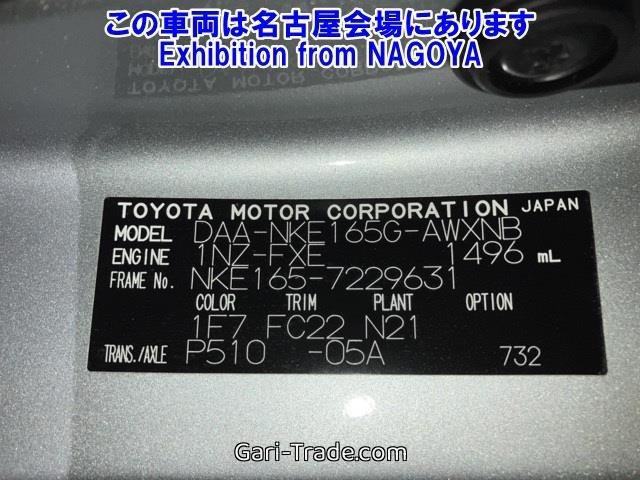 この車両は名古屋会場にあります
Exhibition from NAGOYA
TOYOTA MOTOR CORPORATION JAPAN
MODEL DAA-NKE165G-AWXNB
ENGINE 1NZ-FXE 1496 mL
FRAME No. NKE165-7229631
COLOR TRIM PLANT OPTION
1F7 FC22 N21
TRANS./AXLE P510 -05A 732
Gari-Trade.com